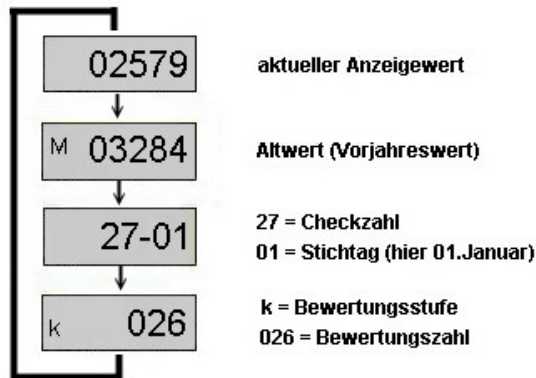 02579
aktueller Anzeigewert
M 03284
Altwert (Vorjahreswert)
27-01
27 = Checkzahl
01 = Stichtag (hier 01.Januar)
k 026
k = Bewertungsstufe
026 = Bewertungszahl